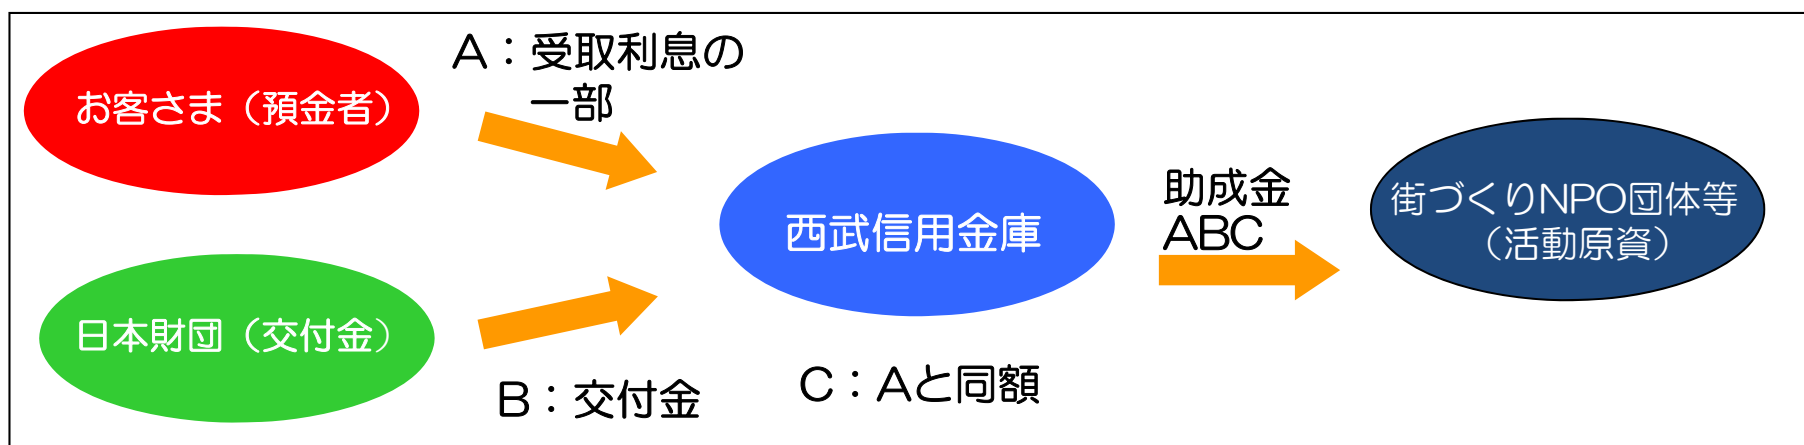 お客さま（預金者）
A：受取利息の
一部
日本財団（交付金）
B：交付金
西武信用金庫
C：Aと同額
助成金
ABC
街づくりNPO団体等
（活動原資）